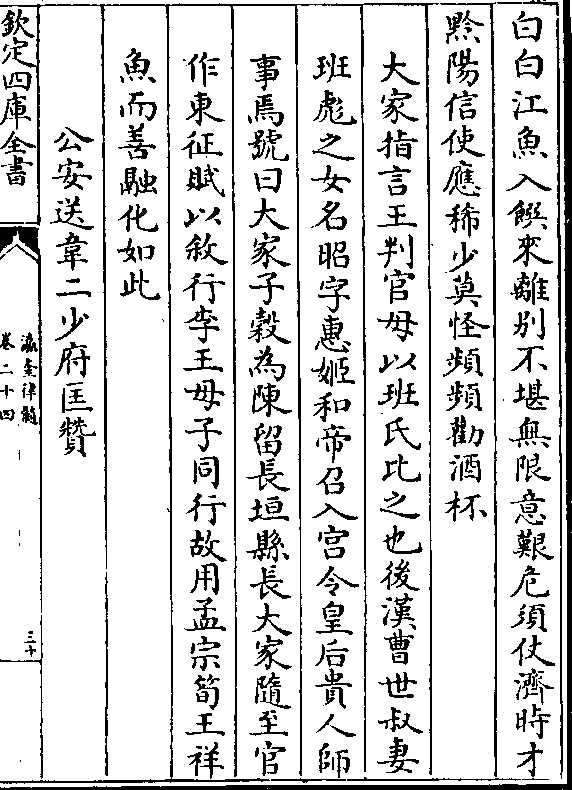 白白江魚入饌來離别不堪無限意艱危須仗濟時才
黔陽信使應稀少莫怪頻頻勸酒杯
大家指言王判官母以班氏比之也後漢曹世叔妻
班彪之女名昭字惠姬和帝召入宫令皇后貴人師
事焉號曰大家子穀為陳留長垣縣長大家隨至官
作東征賦以敘行李王母子同行故用孟宗筍王祥
魚而善融化如此
公安送韋二少府匡贊
欽定四庫全書
瀛奎律髓
卷二十四
三十